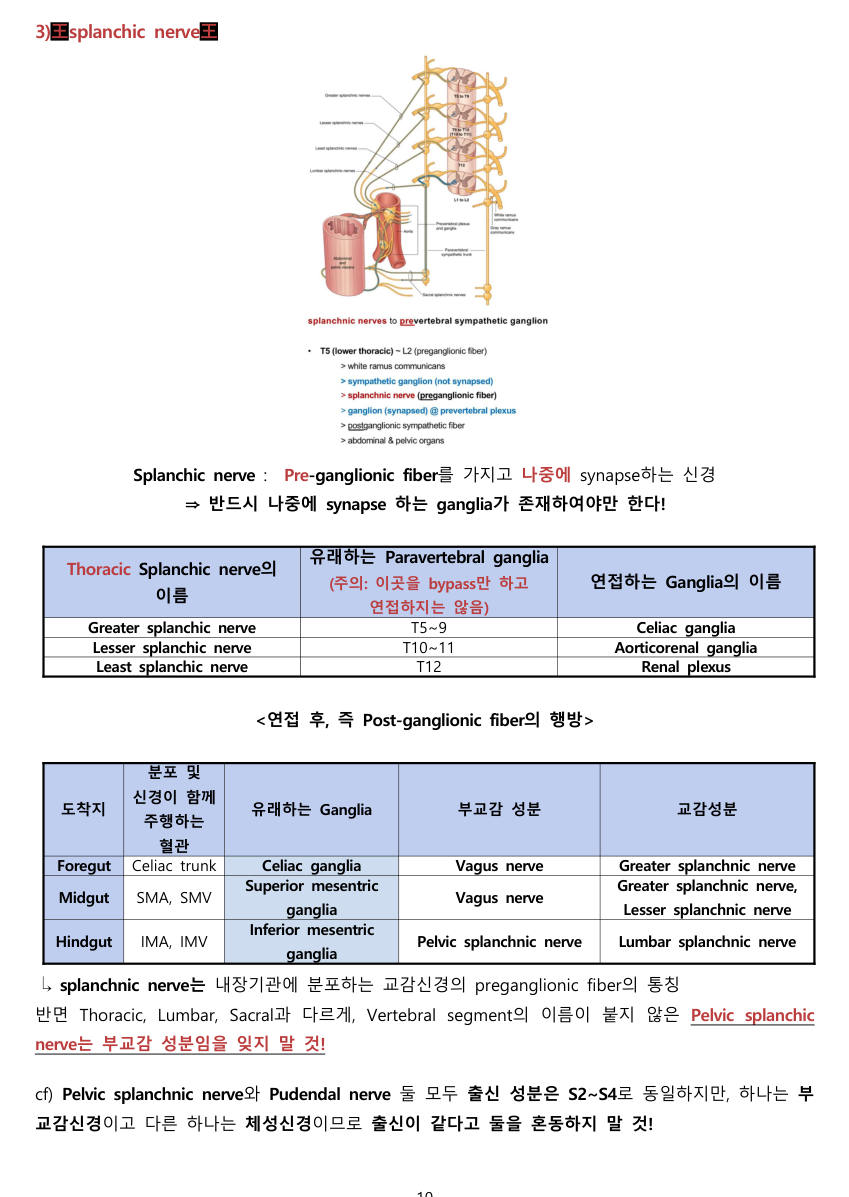 3)王splanchic nerve王
Greater splanchnic nerves
Lesser splanchnic nerves
Least splanchnic nerves
Lumbar splanchnic nerves
T5 to T9
T9 to T10
(T10 to T11)
T12
L1 to L2
White ramus
communicans
Gray ramus
communicans
Prevertebral plexus
and ganglia
Aorta
Paravertebral
sympathetic trunk
Abdominal
and
pelvic viscera
Sacral splanchnic nerves
splanchnic nerves to prevertebral sympathetic ganglion
• T5 (lower thoracic) ~ L2 (preganglionic fiber)
> white ramus communicans
> sympathetic ganglion (not synapsed)
> splanchnic nerve (preganglionic fiber)
> ganglion (synapsed) @ prevertebral plexus
> postganglionic sympathetic fiber
> abdominal & pelvic organs
Splanchic nerve : Pre-ganglionic fiber를 가지고 나중에 synapse하는 신경
⇒ 반드시 나중에 synapse 하는 ganglia가 존재하여야만 한다!
Thoracic Splanchic nerve의
이름
유래하는 Paravertebral ganglia
(주의: 이곳을 bypass만 하고
연접하지는 않음)
연접하는 Ganglia의 이름
Greater splanchic nerve T5~9 Celiac ganglia
Lesser splanchic nerve T10~11 Aorticorenal ganglia
Least splanchic nerve T12 Renal plexus
<연접 후, 즉 Post-ganglionic fiber의 행방>
도착지
분포 및
신경이 함께
주행하는
혈관
유래하는 Ganglia
부교감 성분
교감성분
Foregut Celiac trunk Celiac ganglia Vagus nerve Greater splanchnic nerve
Midgut
SMA, SMV
Superior mesentric
ganglia
Vagus nerve
Greater splanchnic nerve,
Lesser splanchnic nerve
Hindgut
IMA, IMV
Inferior mesentric
ganglia
Pelvic splanchnic nerve
Lumbar splanchnic nerve
↳ splanchnic nerve는 내장기관에 분포하는 교감신경의 preganglionic fiber의 통칭
반면 Thoracic, Lumbar, Sacral과 다르게, Vertebral segment의 이름이 붙지 않은 Pelvic splanchic
nerve는 부교감 성분임을 잊지 말 것!
cf) Pelvic splanchnic nerve와 Pudendal nerve 둘 모두 출신 성분은 S2~S4로 동일하지만, 하나는 부
교감신경이고 다른 하나는 체성신경이므로 출신이 같다고 둘을 혼동하지 말 것!